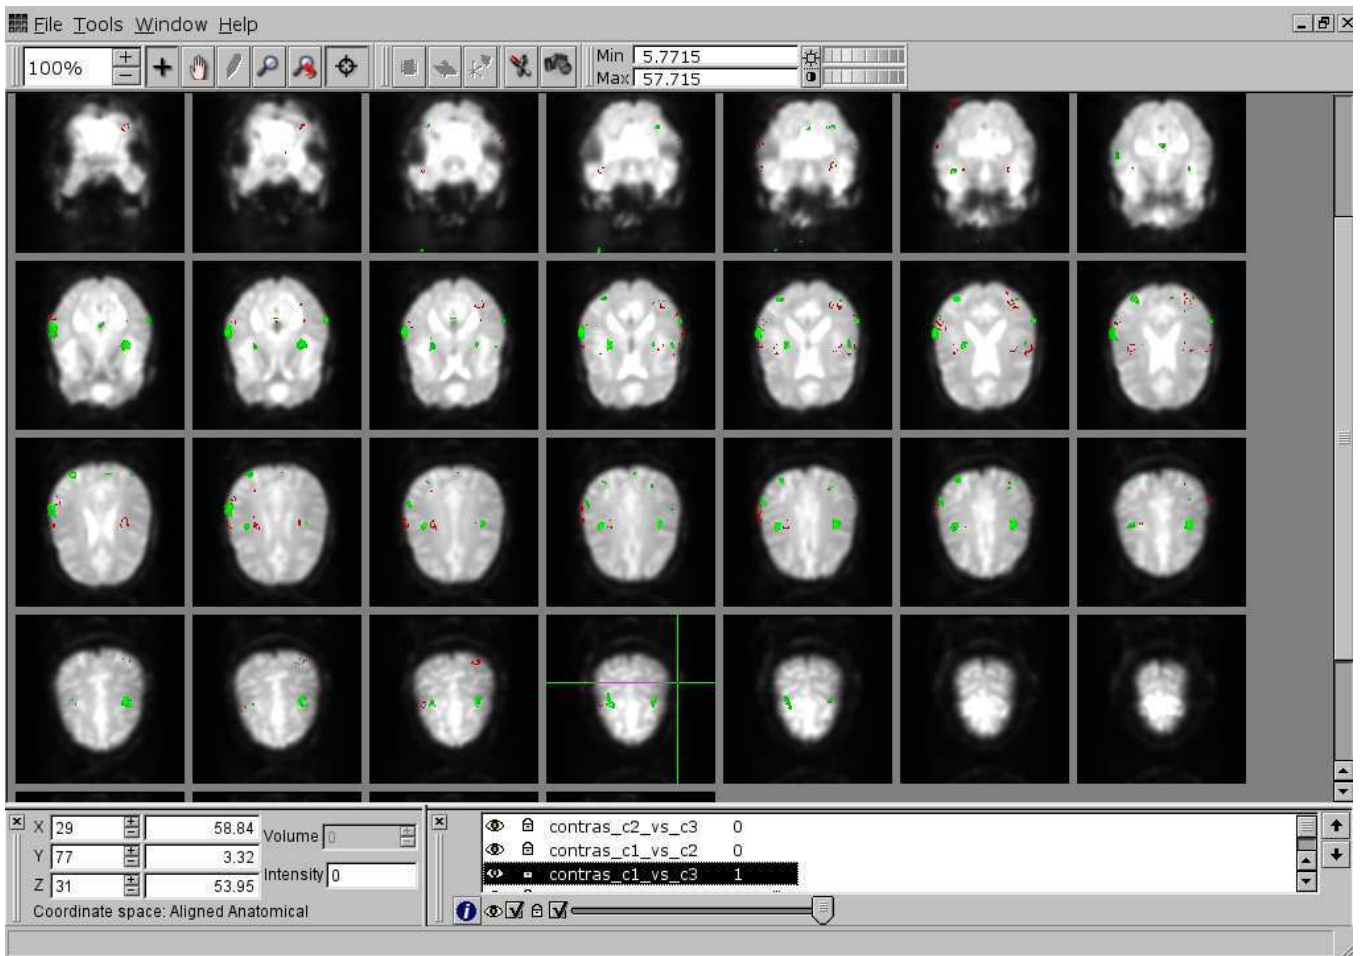 File Tools Window Help
100%
Min 5.7715
Max 57.715
X 29 58.84 Volume 0
Y 77 3.32
Z 31 53.95 Intensity 0
Coordinate space: Aligned Anatomical
contras_c2_vs_c3 0
contras_c1_vs_c2 0
contras_c1_vs_c3 1